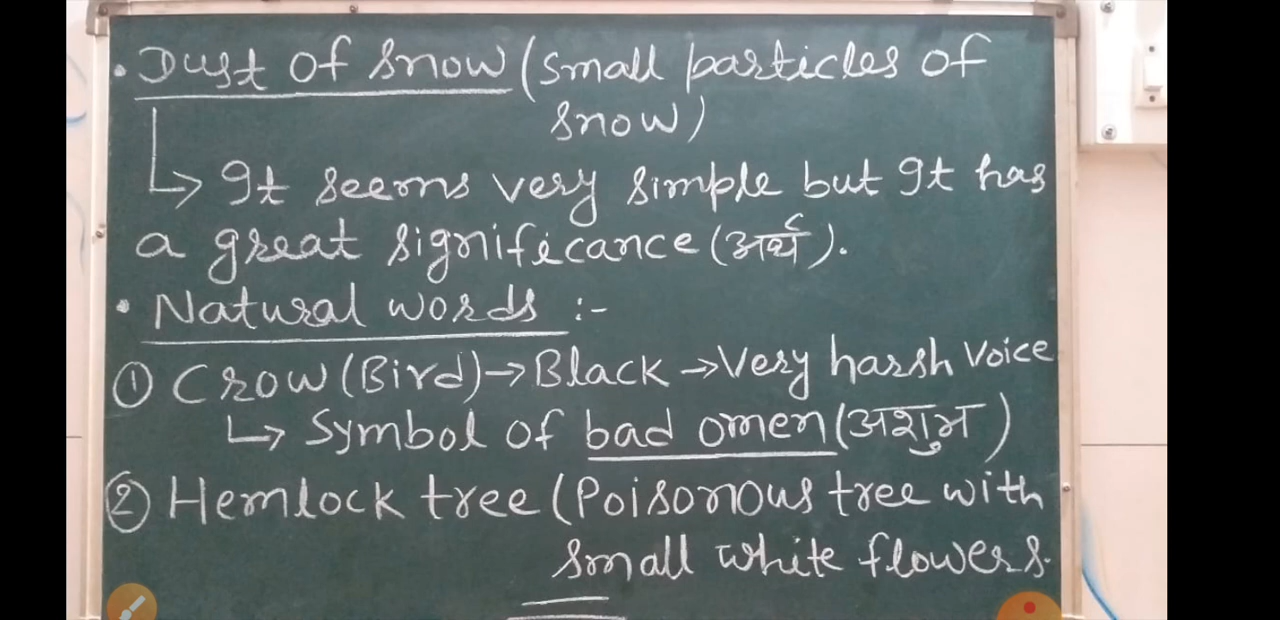 • Dust of Snow (Small particles of
Snow)
↳ It seems very simple but It has
a great significance (अर्थ).
• Natural words :-
① Crow (Bird) → Black → Very harsh Voice
↳ Symbol of bad omen (अशुभ)
② Hemlock tree (Poisonous tree with
small white flowers.